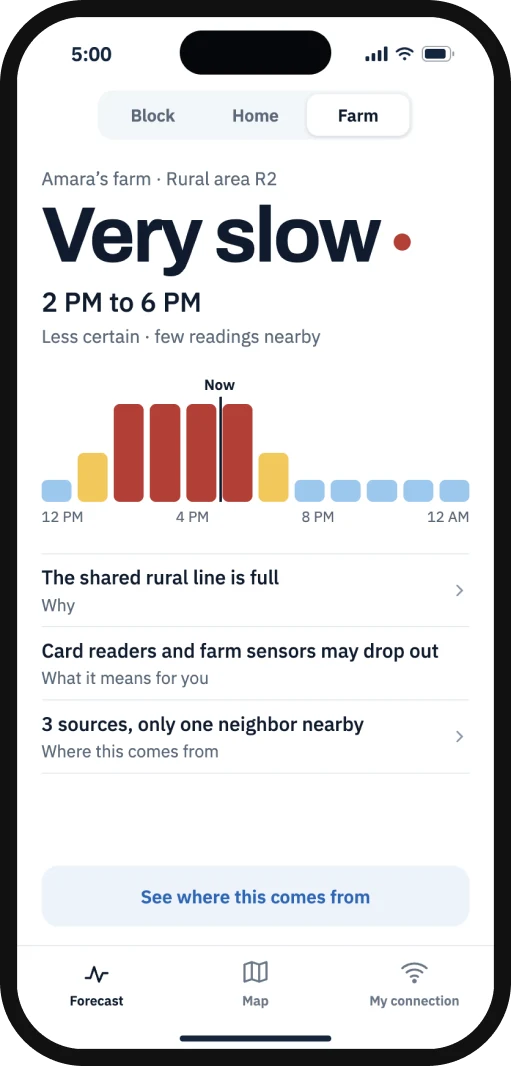 5:00
Block Home Farm
Amara’s farm · Rural area R2
Very slow
2 PM to 6 PM
Less certain · few readings nearby
Now
12 PM 4 PM 8 PM 12 AM
The shared rural line is full
Why
Card readers and farm sensors may drop out
What it means for you
3 sources, only one neighbor nearby
Where this comes from
See where this comes from
Forecast Map My connection